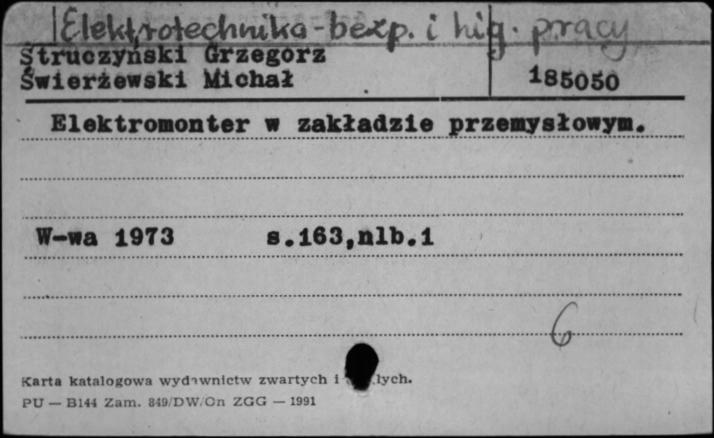 Elektrotechnika - bezp. i hig. pracy
Struczyński Grzegorz
Świerżewski Michał 185050
Elektromonter w zakładzie przemysłowym.
W-wa 1973 s.163,nlb.1
6
Karta katalogowa wydawnictw zwartych i
PU — B144 Zam. 849/DW/On ZGG — 1991